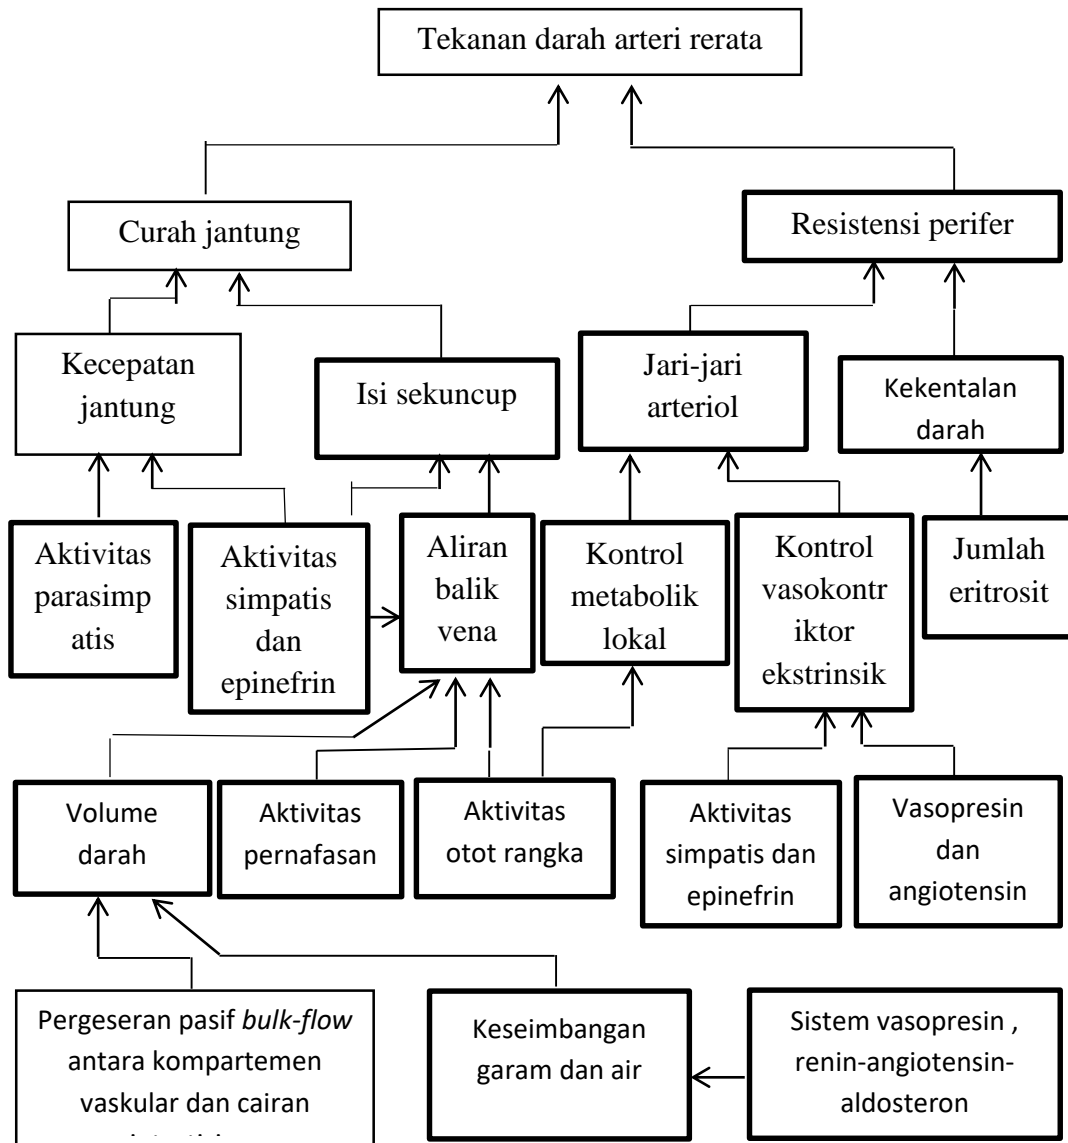 Tekanan darah arteri rerata
Curah jantung
Resistensi perifer
Kecepatan
jantung
Isi sekuncup
Jari-jari
arteriol
Kekentalan
darah
Aktivitas
parasimp
atis
Aktivitas
simpatis
dan
epinefrin
Aliran
balik
vena
Kontrol
metabolik
lokal
Kontrol
vasokontr
iktor
ekstrinsik
Jumlah
eritrosit
Volume
darah
Aktivitas
pernafasan
Aktivitas
otot rangka
Aktivitas
simpatis dan
epinefrin
Vasopresin
dan
angiotensin
Pergeseran pasif bulk-flow
antara kompartemen
vaskular dan cairan
Keseimbangan
garam dan air
Sistem vasopresin ,
renin-angiotensin-
aldosteron